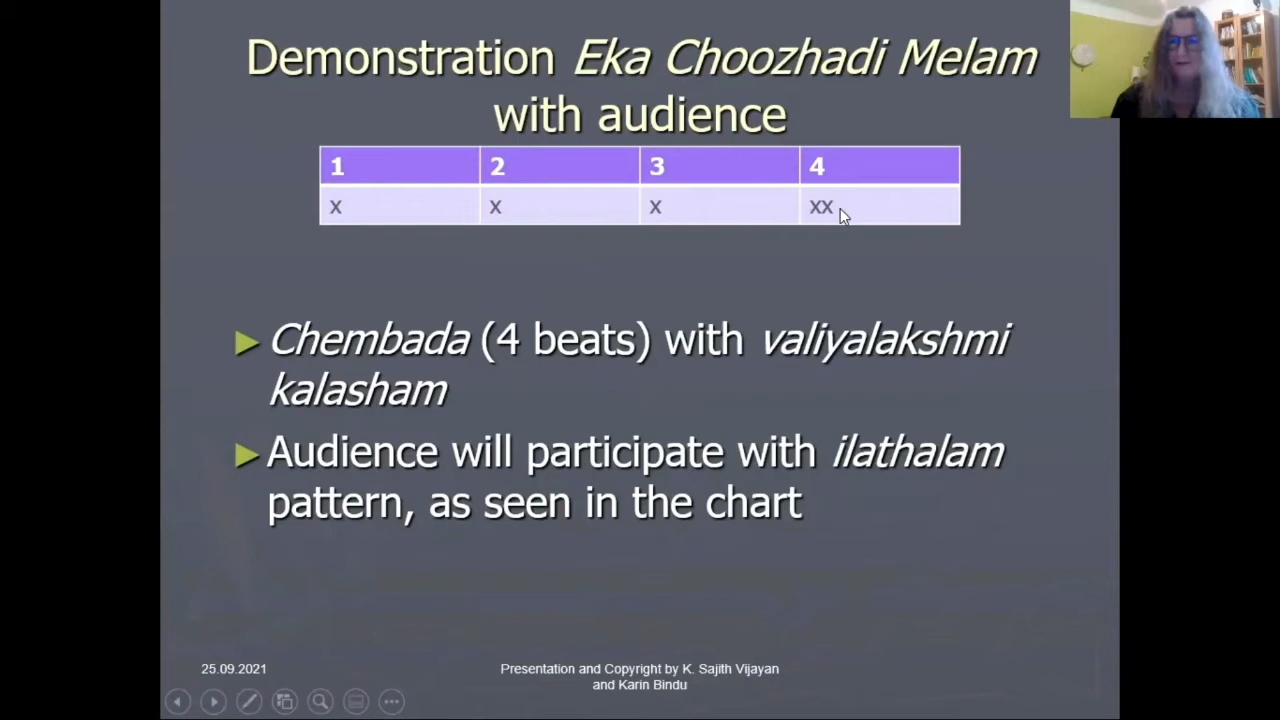 Demonstration Eka Choozhadi Melam
with audience
1 2 3 4
x x x xx
Chembada (4 beats) with valiyalakshmi
kalasham
Audience will participate with ilathalam
pattern, as seen in the chart
25.09.2021
Presentation and Copyright by K. Sajith Vijayan
and Karin Bindu